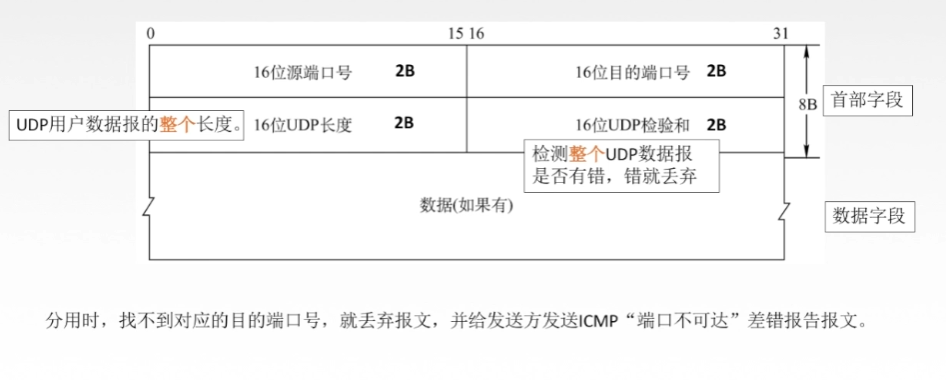 0 15 16 31
16位源端口号 2B 16位目的端口号 2B
8B 首部字段
UDP用户数据报的整个长度。 16位UDP长度 2B 16位UDP检验和 2B
检测整个UDP数据报
是否有错，错就丢弃
数据(如果有) 数据字段
分用时，找不到对应的目的端口号，就丢弃报文，并给发送方发送ICMP“端口不可达”差错报告报文。